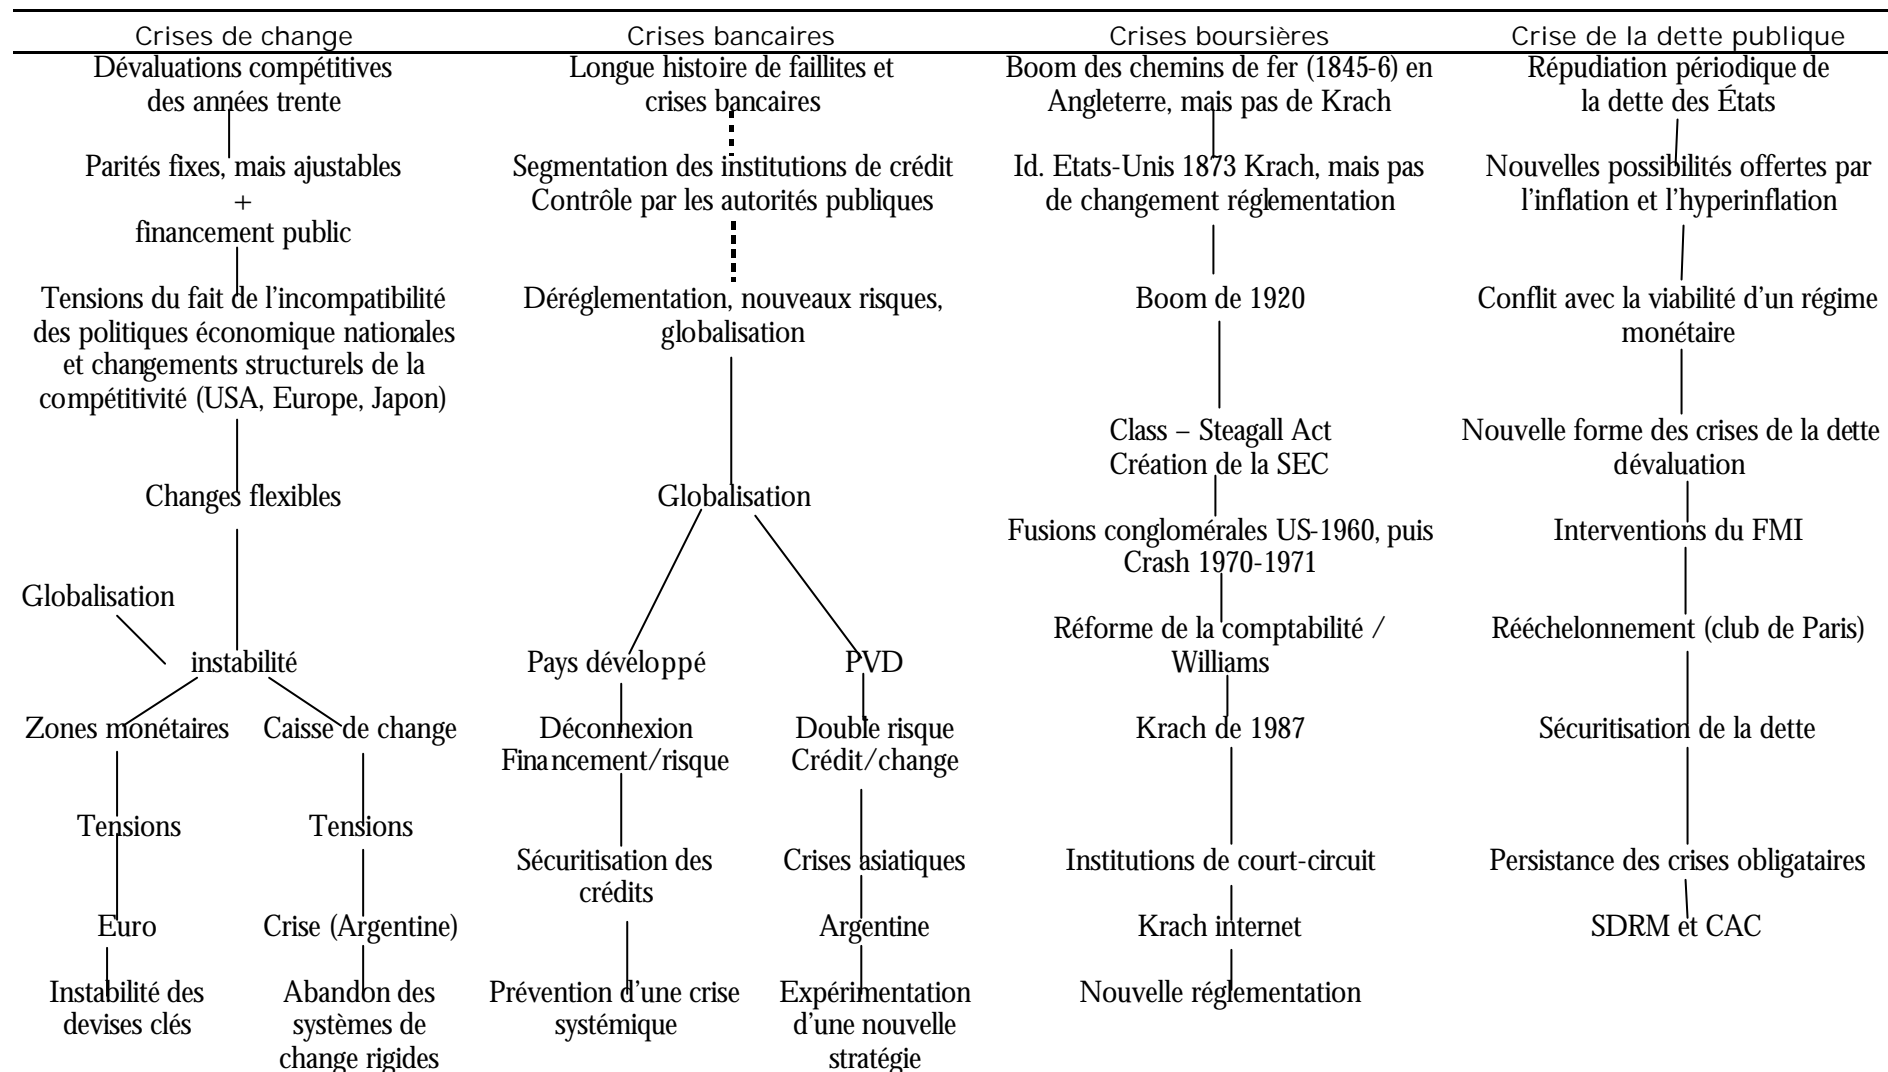 Crises de change
Crises bancaires
Crises boursières
Crise de la dette publique
Dévaluations compétitives
des années trente
Parités fixes, mais ajustables
+
financement public
Tensions du fait de l'incompatibilité
des politiques économique nationales
et changements structurels de la
compétitivité (USA, Europe, Japon)
Changes flexibles
Globalisation
instabilité
Zones monétaires
Tensions
Euro
Instabilité des
devises clés
Caisse de change
Tensions
Crise (Argentine)
Abandon des
systèmes de
change rigides
Longue histoire de faillites et
crises bancaires
Segmentation des institutions de crédit
Contrôle par les autorités publiques
Déréglementation, nouveaux risques,
globalisation
Globalisation
Pays développé
Déconnexion
Financement/risque
Sécuritisation des
crédits
Prévention d'une crise
systémique
PVD
Double risque
Crédit/change
Crises asiatiques
Argentine
Expérimentation
d'une nouvelle
stratégie
Boom des chemins de fer (1845-6) en
Angleterre, mais pas de Krach
Id. Etats-Unis 1873 Krach, mais pas
de changement réglementation
Boom de 1920
Class – Steagall Act
Création de la SEC
Fusions conglomérales US-1960, puis
Crash 1970-1971
Réforme de la comptabilité /
Williams
Krach de 1987
Institutions de court-circuit
Krach internet
Nouvelle réglementation
Répudiation périodique de
la dette des États
Nouvelles possibilités offertes par
l'inflation et l'hyperinflation
Conflit avec la viabilité d'un régime
monétaire
Nouvelle forme des crises de la dette
dévaluation
Interventions du FMI
Rééchelonnement (club de Paris)
Sécuritisation de la dette
Persistance des crises obligataires
SDRM et CAC